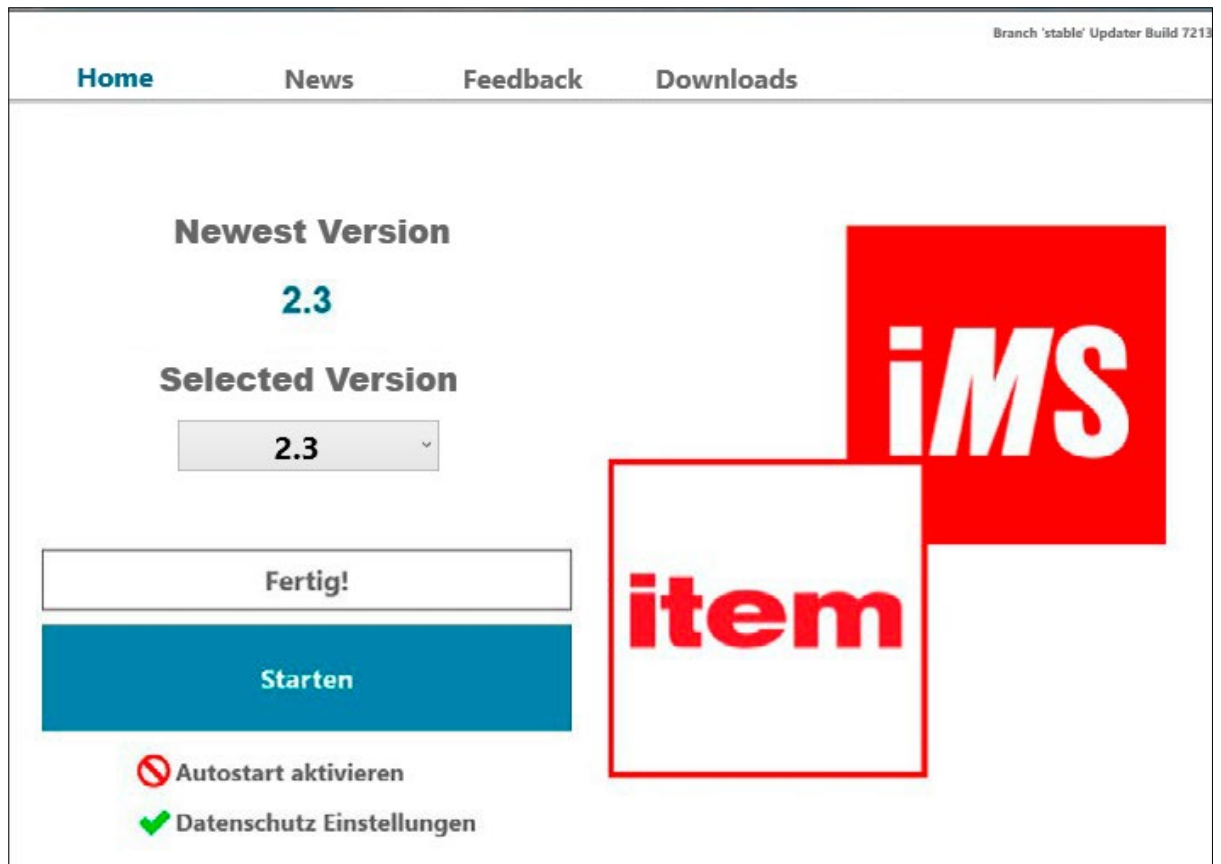 Branch 'stable' Updater Build 7213
Home News Feedback Downloads
Newest Version
2.3
Selected Version
2.3
Fertig!
Starten
Autostart aktivieren
Datenschutz Einstellungen
iMS
item